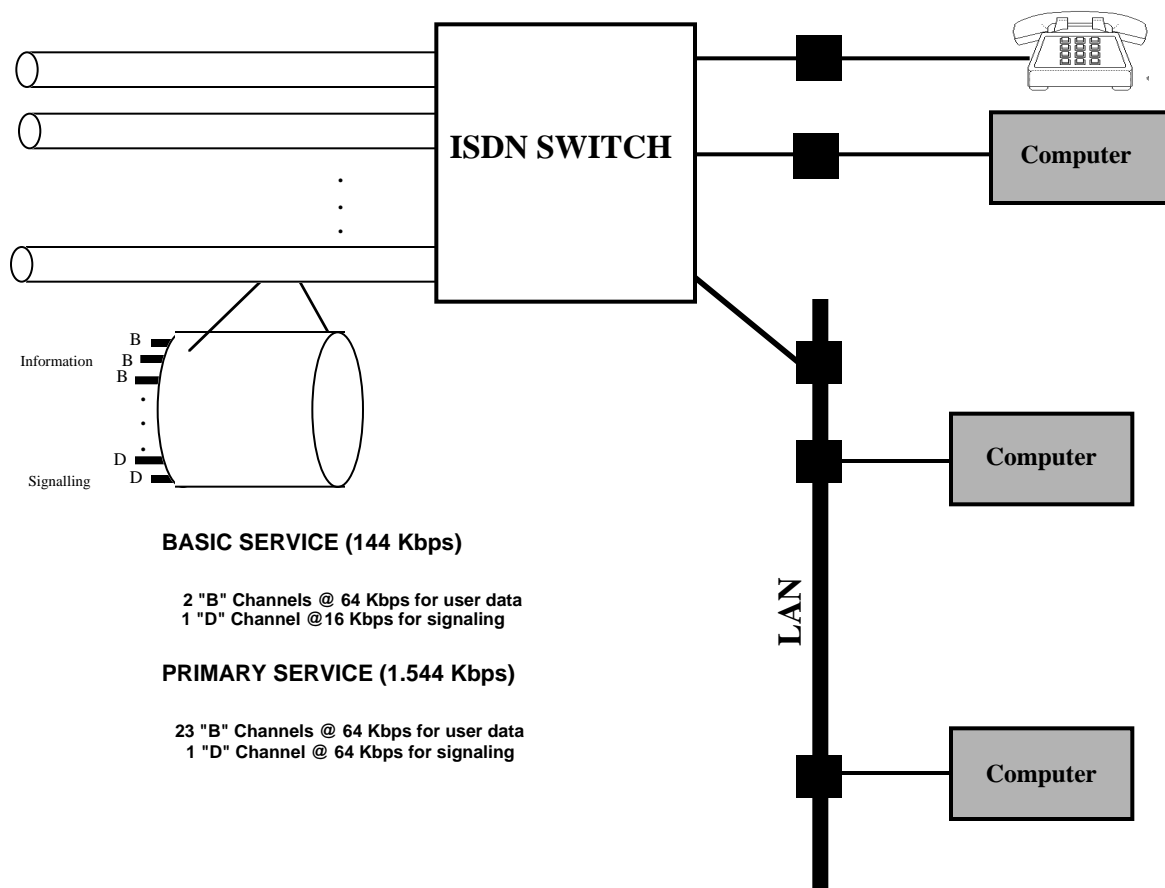 ISDN SWITCH
Computer
B
Information
B
B
D
Signalling
D
Computer
BASIC SERVICE (144 Kbps)
2 "B" Channels @ 64 Kbps for user data
1 "D" Channel @16 Kbps for signaling
LAN
PRIMARY SERVICE (1.544 Kbps)
23 "B" Channels @ 64 Kbps for user data
1 "D" Channel @ 64 Kbps for signaling
Computer